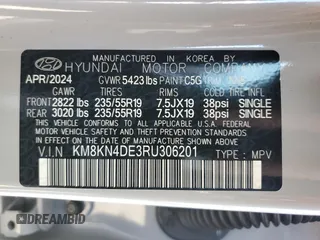 MANUFACTURED IN KOREA BY
HYUNDAI MOTOR COMPANY
APR/2024 GVWR 5423 lbs PAINT C5G
GAWR TIRES RIMS
FRONT 2822 lbs 235/55R19 7.5JX19 38psi SINGLE
REAR 3020 lbs 235/55R19 7.5JX19 38psi SINGLE
THIS VEHICLE CONFORMS TO ALL APPLICABLE
U.S. FEDERAL MOTOR VEHICLE SAFETY, AND THEFT
PREVENTION STANDARDS IN EFFECT ON THE DATE OF
MANUFACTURE SHOWN ABOVE.
V.I.N KM8KN4DE3RU306201
TYPE : MPV
DREAMBID